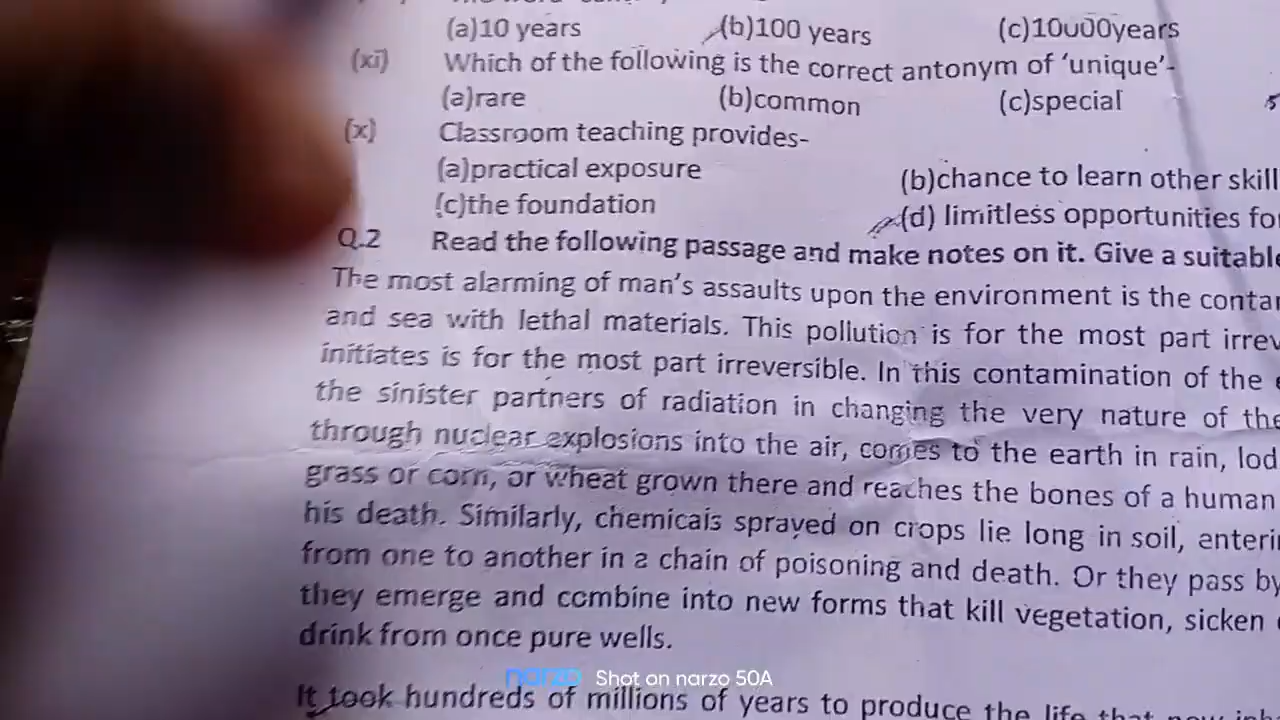 (a)10 years (b)100 years (c)10000years
(xi) Which of the following is the correct antonym of 'unique'-
(a)rare (b)common (c)special
(x) Classroom teaching provides-
(a)practical exposure (b)chance to learn other skill
(c)the foundation (d) limitless opportunities fo
Q.2 Read the following passage and make notes on it. Give a suitable
The most alarming of man's assaults upon the environment is the contar
and sea with lethal materials. This pollution is for the most part irrev
initiates is for the most part irreversible. In this contamination of the
the sinister partners of radiation in changing the very nature of the
through nuclear explosions into the air, comes to the earth in rain, lod
grass or corn, or wheat grown there and reaches the bones of a human
his death. Similarly, chemicals sprayed on crops lie long in soil, enteri
from one to another in a chain of poisoning and death. Or they pass by
they emerge and combine into new forms that kill vegetation, sicken
drink from once pure wells.
It took hundreds of millions of years to produce the life that now inh
narzo Shot on narzo 50A